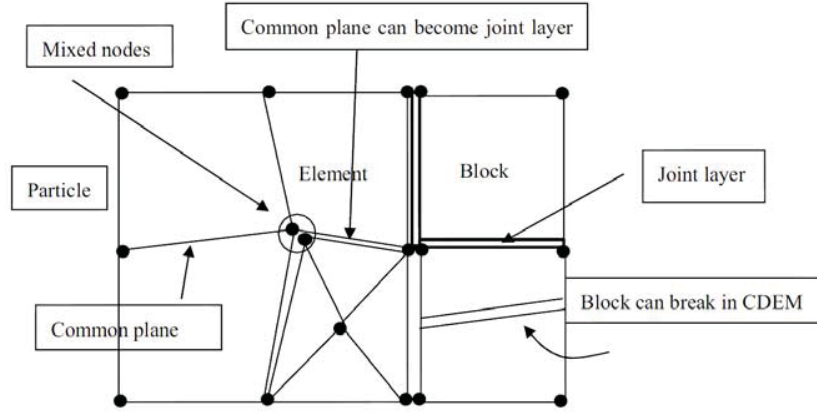 Common plane can become joint layer
Mixed nodes
Element
Block
Joint layer
Particle
Common plane
Block can break in CDEM